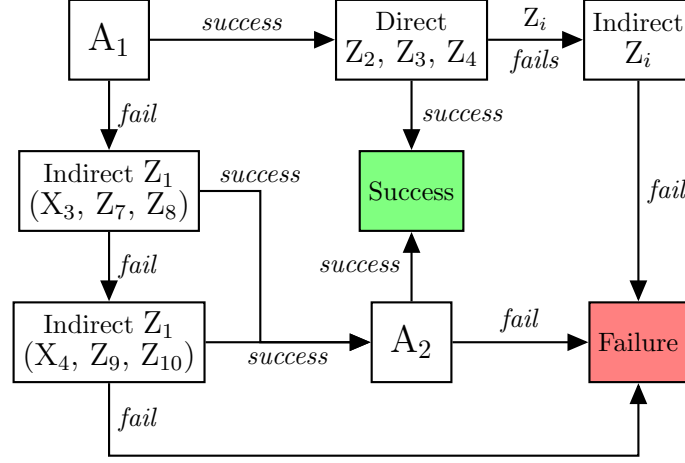 A₁
success
Direct
Z₂, Z₃, Z₄
Zᵢ
fails
Indirect
Zᵢ
fail
success
Indirect Z₁
(X₃, Z₇, Z₈)
success
Success
fail
fail
success
Indirect Z₁
(X₄, Z₉, Z₁₀)
success
A₂
fail
Failure
fail